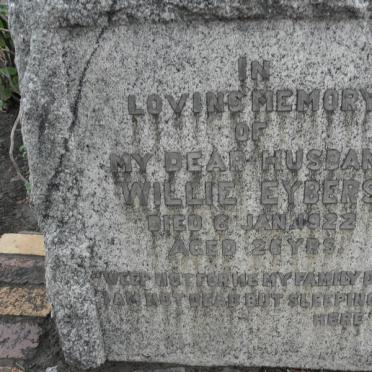 IN
LOVING MEMORY
OF
MY DEAR HUSBAN
WILLIE EYBERS
DIED 6 JAN. 1922
AGED 26 YRS.
"WEEP NOT FOR ME MY FAMILY
I AM NOT DEAD BUT SLEEPING
HERE"